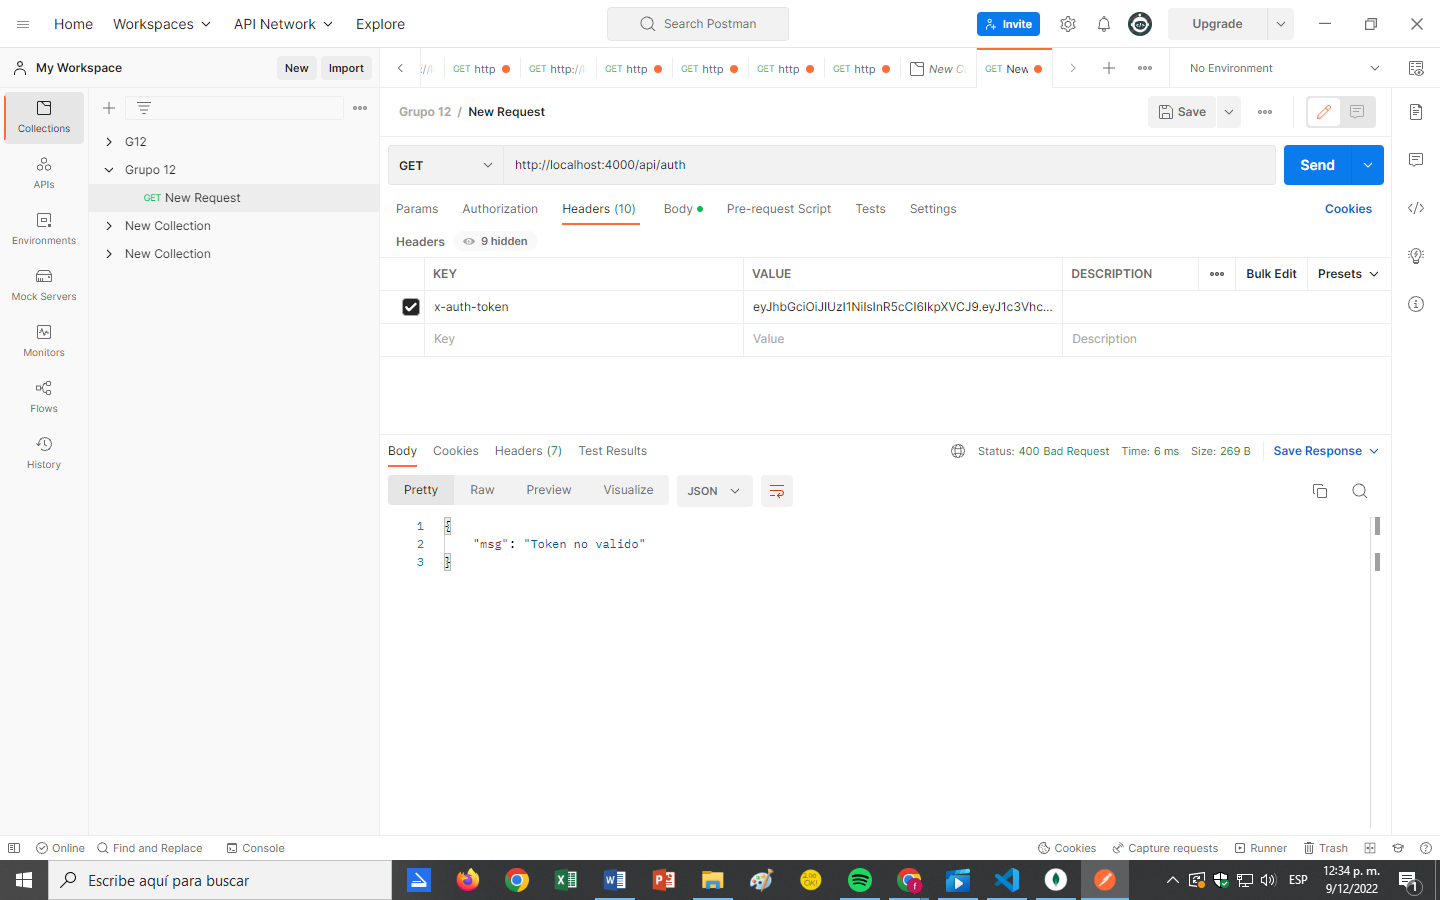 Home Workspaces API Network Explore Search Postman Invite Upgrade
My Workspace New Import
GET http GET http:// GET http GET http GET http GET http New C GET New No Environment
Collections
APIs
Environments
Mock Servers
Monitors
Flows
History
G12
Grupo 12
GET New Request
New Collection
New Collection
Grupo 12 / New Request Save
GET http://localhost:4000/api/auth Send
Params Authorization Headers (10) Body Pre-request Script Tests Settings Cookies
Headers 9 hidden
KEY VALUE DESCRIPTION Bulk Edit Presets
x-auth-token eyJhbGciOiJIUzI1NiIsInR5cCI6IkpXVCJ9.eyJ1c3Vhc...
Key Value Description
Body Cookies Headers (7) Test Results Status: 400 Bad Request Time: 6 ms Size: 269 B Save Response
Pretty Raw Preview Visualize JSON
1 {
2 "msg": "Token no valido"
3 }
Online Find and Replace Console Cookies Capture requests Runner Trash
Escribe aquí para buscar
ESP
12:34 p. m.
9/12/2022
1